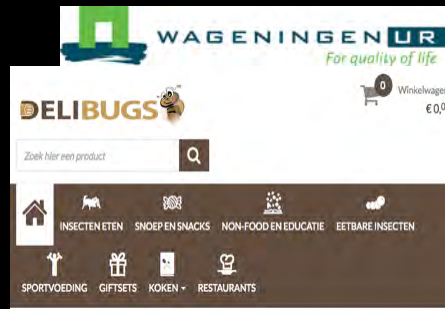 WAGENINGEN UR
For quality of life
DELIBUGS
0
Winkelwagen
€0,0
Zoek hier een product
INSECTEN ETEN SNOEP EN SNACKS NON-FOOD EN EDUCATIE EETBARE INSECTEN
SPORTVOEDING GIFTSETS KOKEN RESTAURANTS